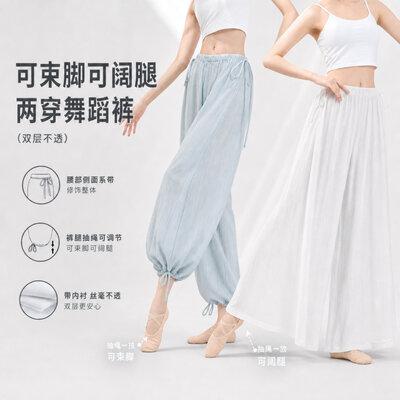 可束脚可阔腿
两穿舞蹈裤
(双层不透)
腰部侧面系带
修饰整体
裤腿抽绳可调节
可束脚可阔腿
带内衬 丝毫不透
双层更安心
抽绳一拉
可束脚
抽绳一放
可阔腿